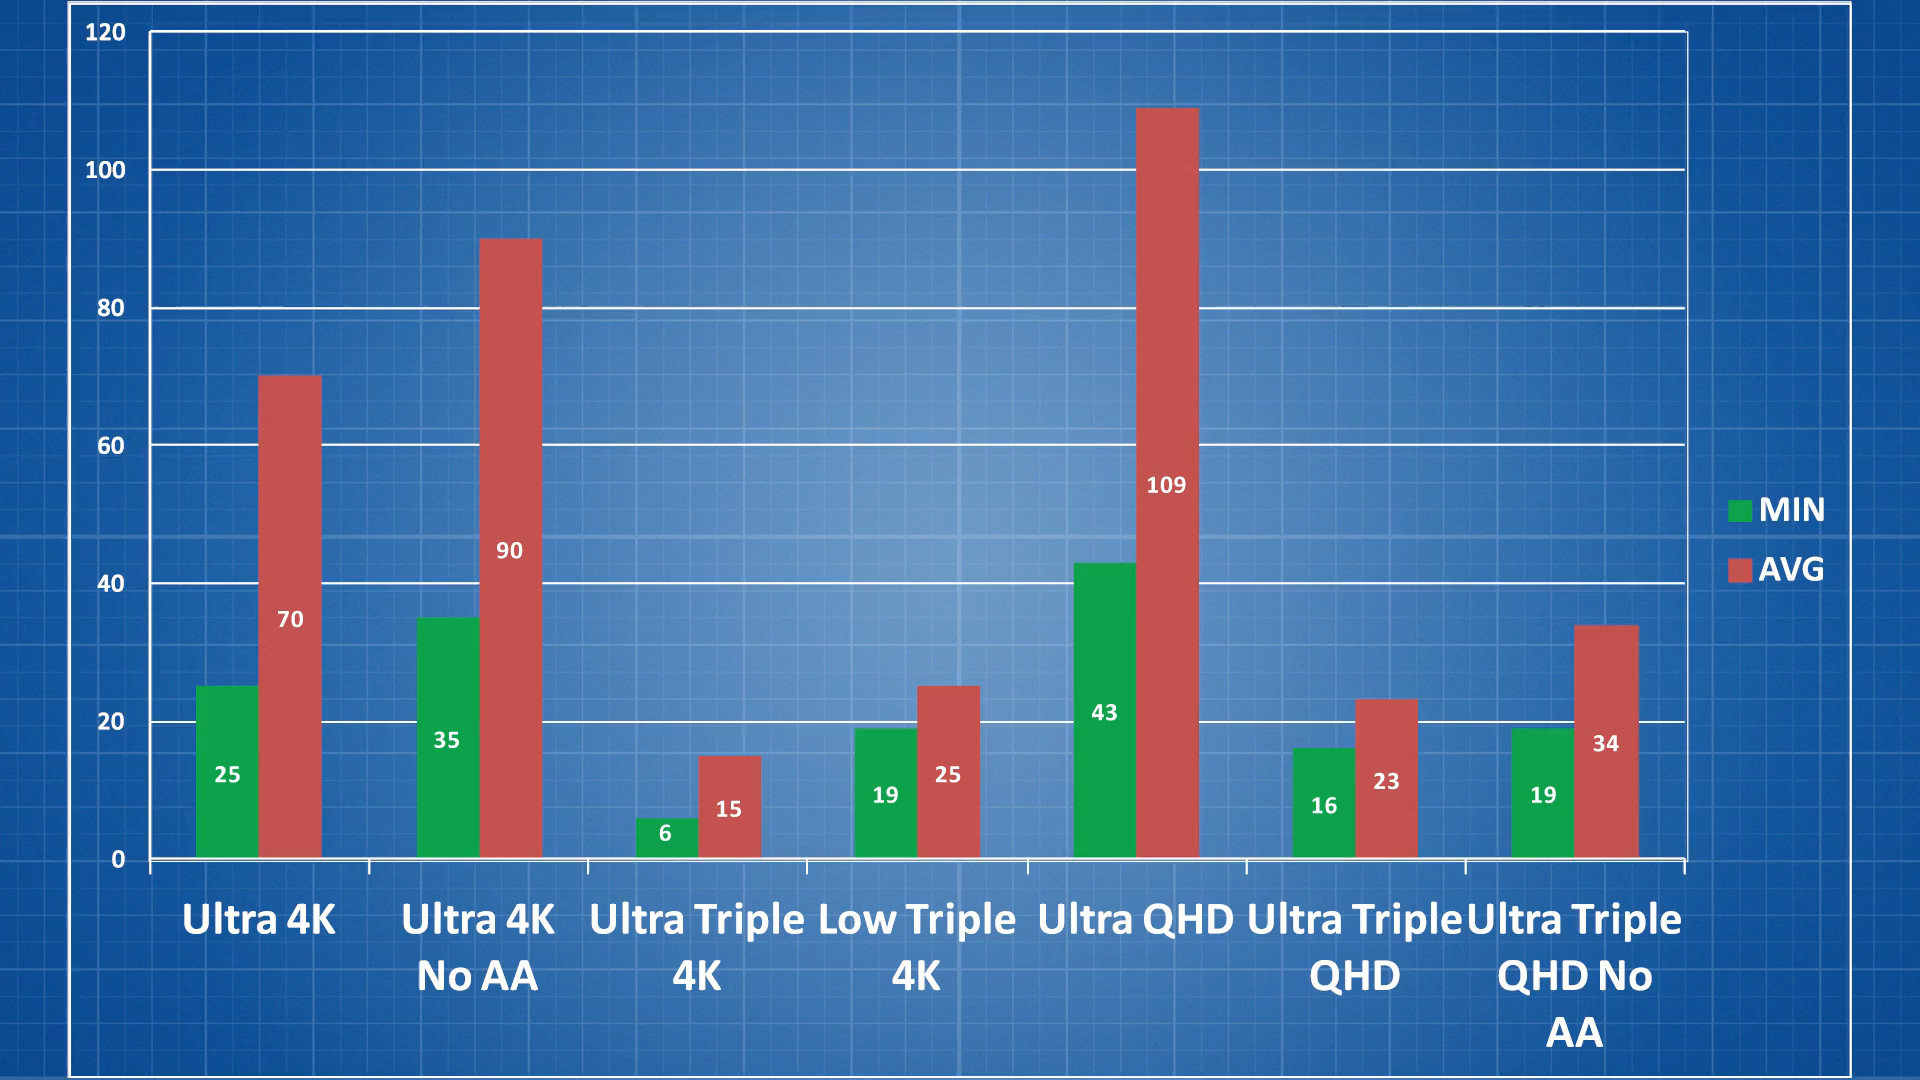 120
100
80
60
40
20
0
25
70
35
90
6
15
19
25
43
109
16
23
19
34
MIN
AVG
Ultra 4K
Ultra 4K
No AA
Ultra Triple
4K
Low Triple
4K
Ultra QHD
Ultra Triple
QHD
Ultra Triple
QHD No
AA